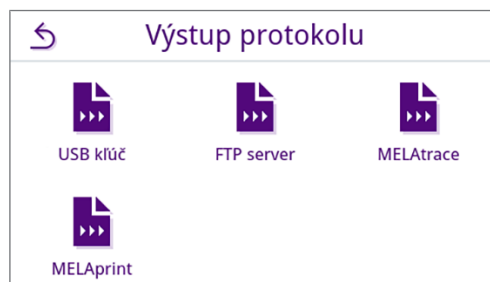 Výstup protokolu
USB kľúč
FTP server
MELAtrace
MELAprint